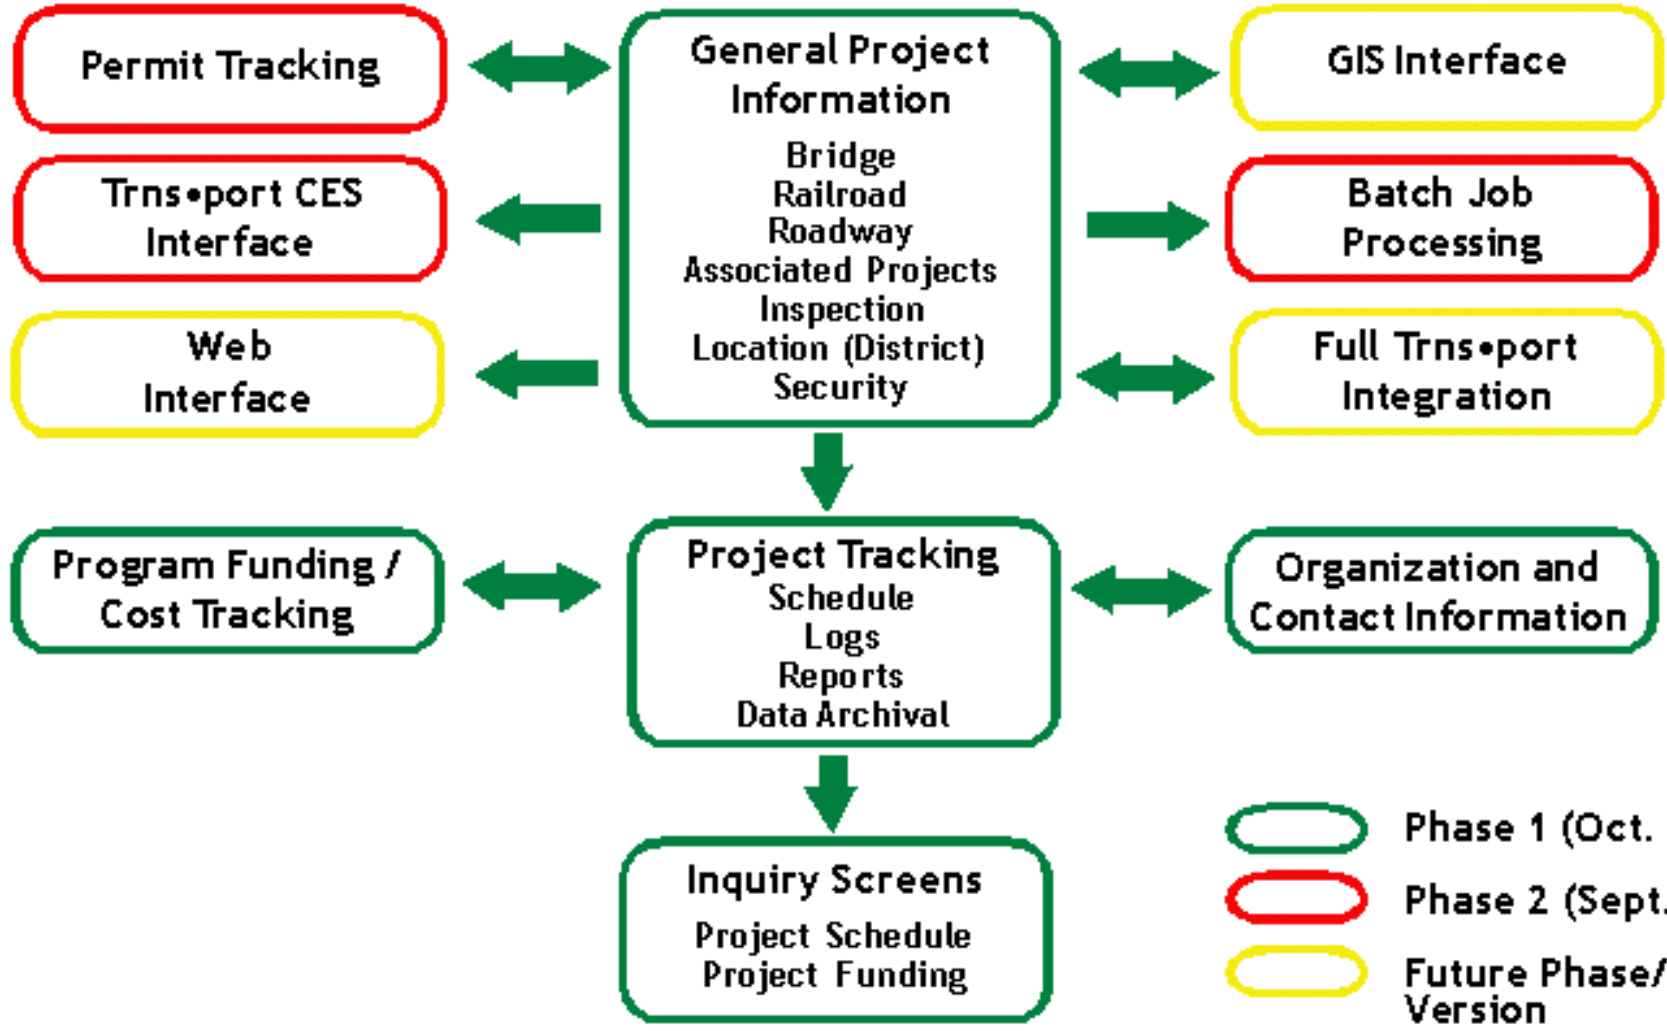 Permit Tracking
General Project
Information
Bridge
Railroad
Roadway
Associated Projects
Inspection
Location (District)
Security
GIS Interface
Trns•port CES
Interface
Batch Job
Processing
Web
Interface
Full Trns•port
Integration
Program Funding /
Cost Tracking
Project Tracking
Schedule
Logs
Reports
Data Archival
Organization and
Contact Information
Inquiry Screens
Project Schedule
Project Funding
Phase 1 (Oct.
Phase 2 (Sept.
Future Phase/
Version